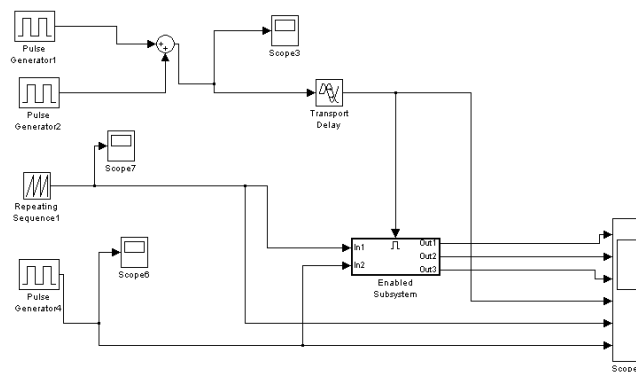 Pulse
Generator1
Scope3
Pulse
Generator2
Transport
Delay
Scope7
Repeating
Sequence1
In1
In2
Out1
Out2
Out3
Enabled
Subsystem
Scope6
Pulse
Generator4
Scope